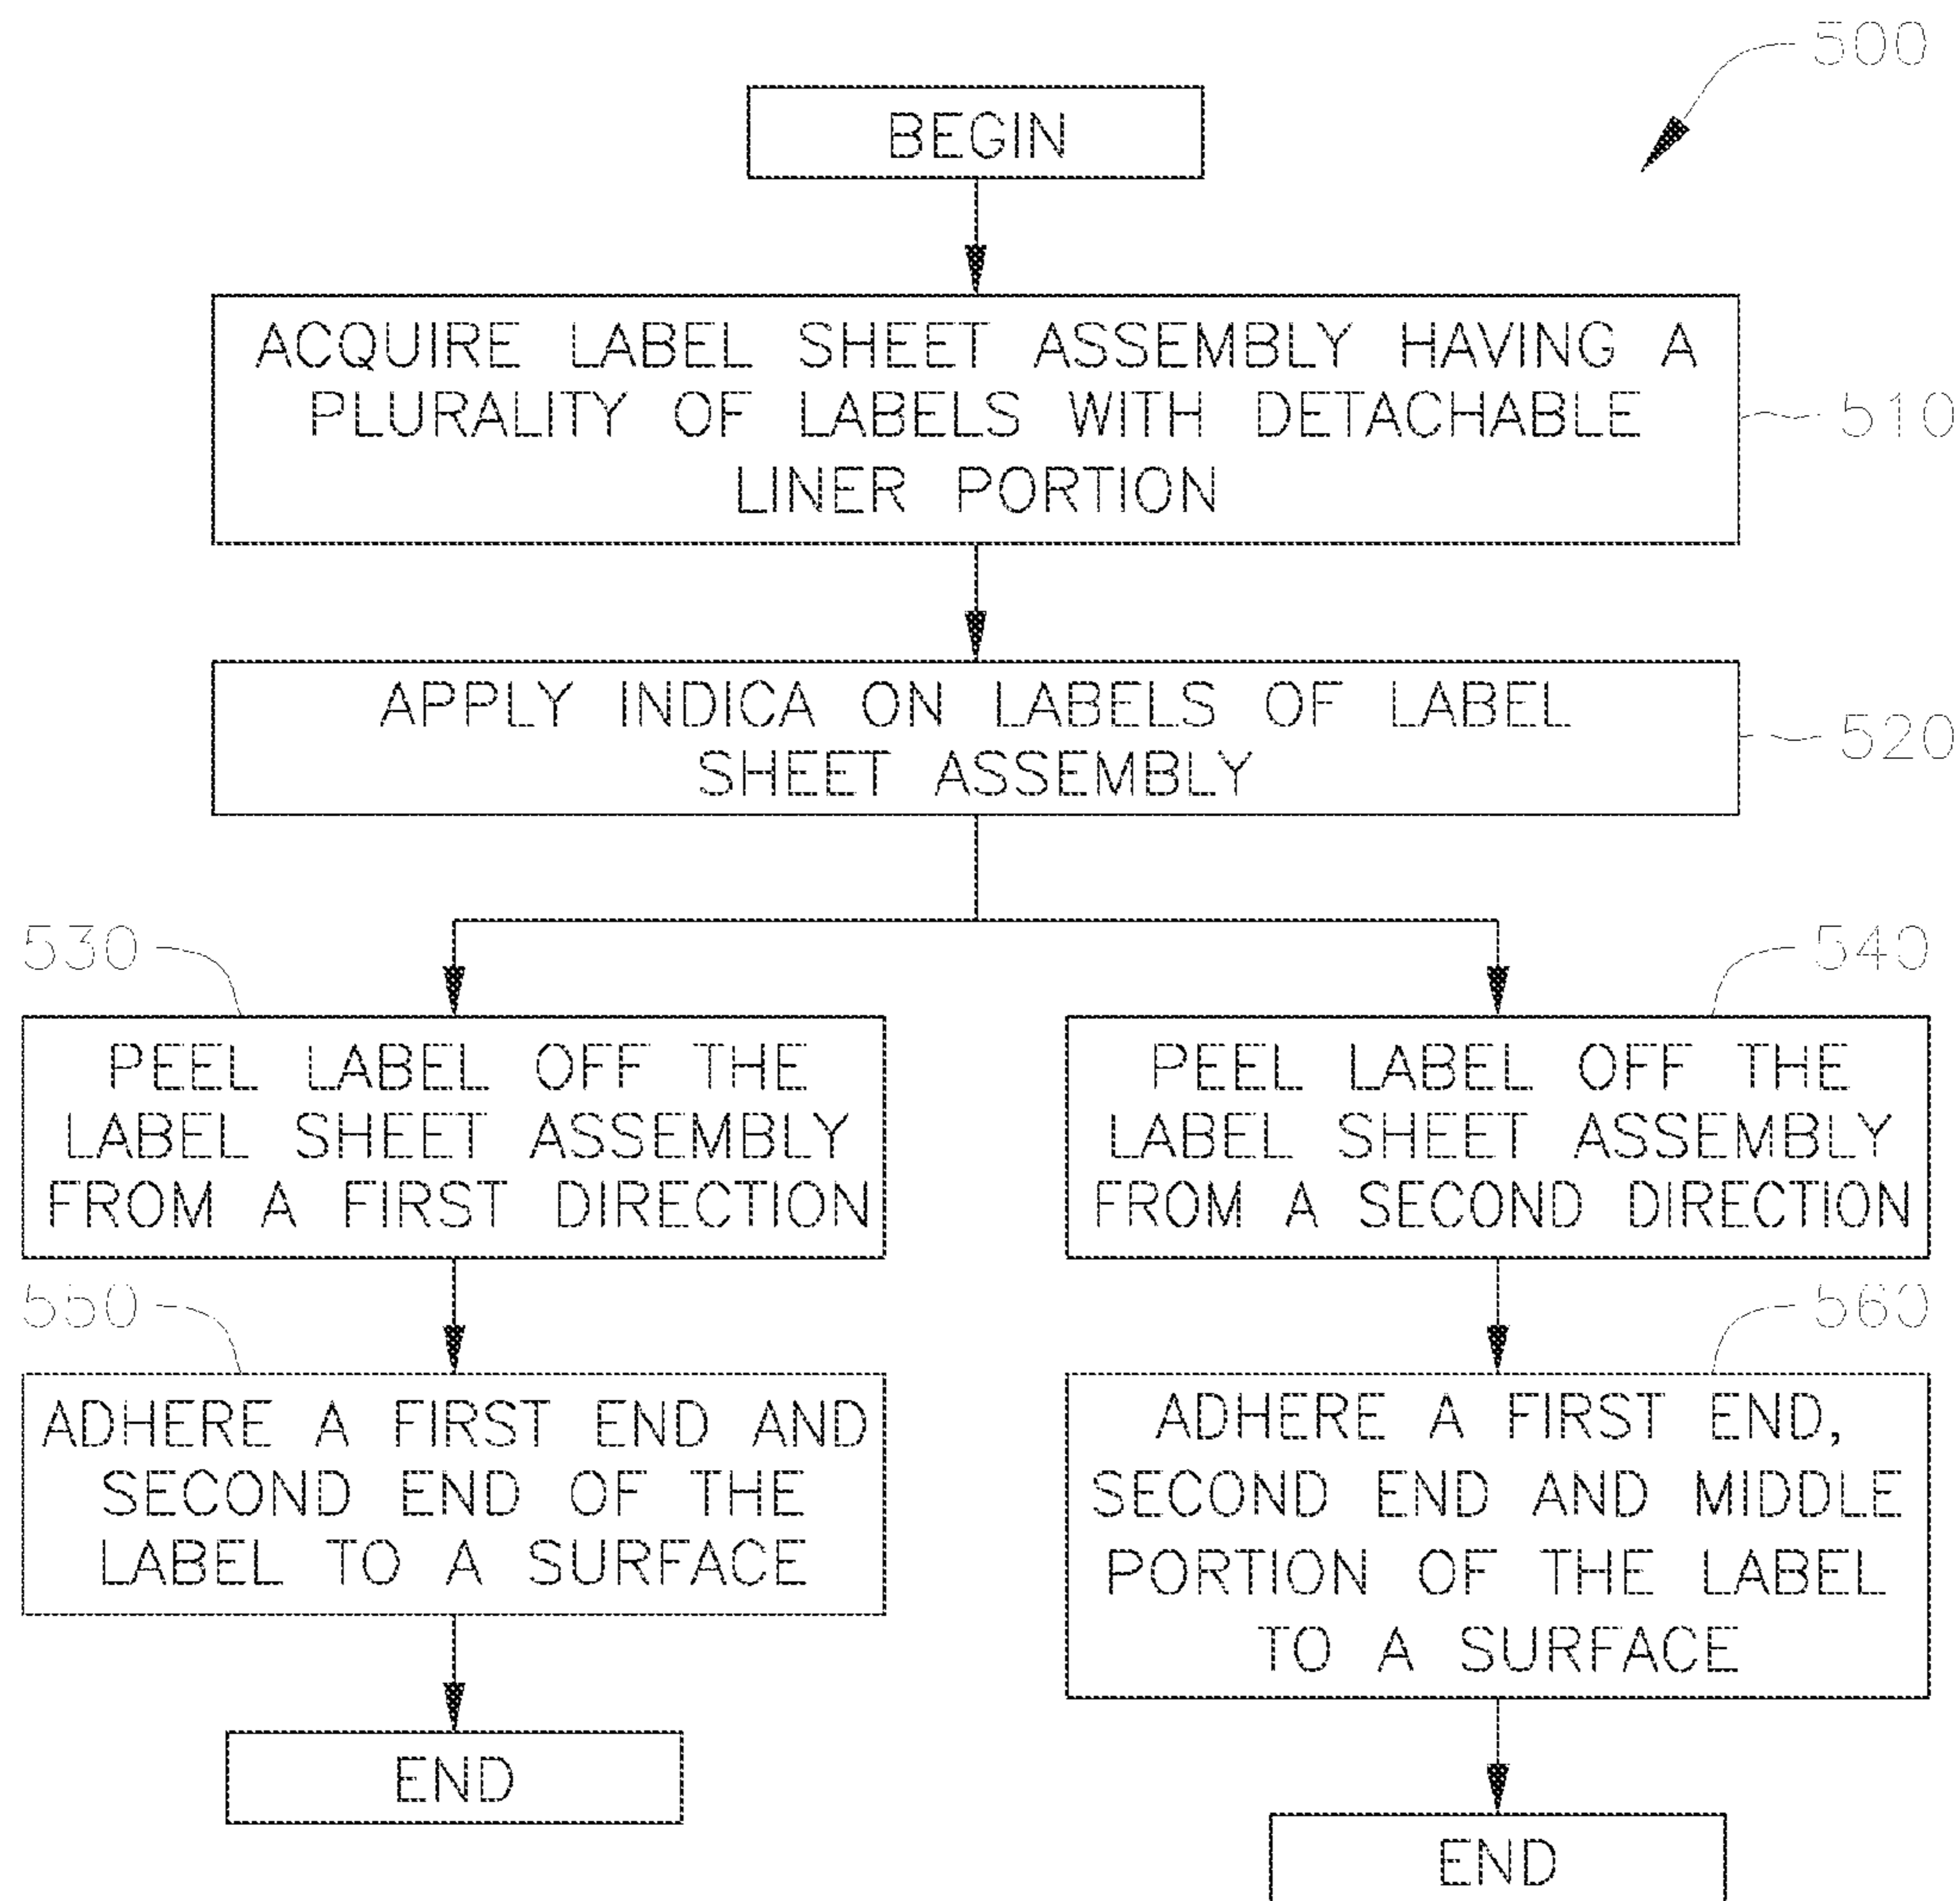 500
BEGIN
ACQUIRE LABEL SHEET ASSEMBLY HAVING A
PLURALITY OF LABELS WITH DETACHABLE
LINER PORTION
510
APPLY INDICA ON LABELS OF LABEL
SHEET ASSEMBLY
520
530
PEEL LABEL OFF THE
LABEL SHEET ASSEMBLY
FROM A FIRST DIRECTION
540
PEEL LABEL OFF THE
LABEL SHEET ASSEMBLY
FROM A SECOND DIRECTION
550
ADHERE A FIRST END AND
SECOND END OF THE
LABEL TO A SURFACE
560
ADHERE A FIRST END,
SECOND END AND MIDDLE
PORTION OF THE LABEL
TO A SURFACE
END
END